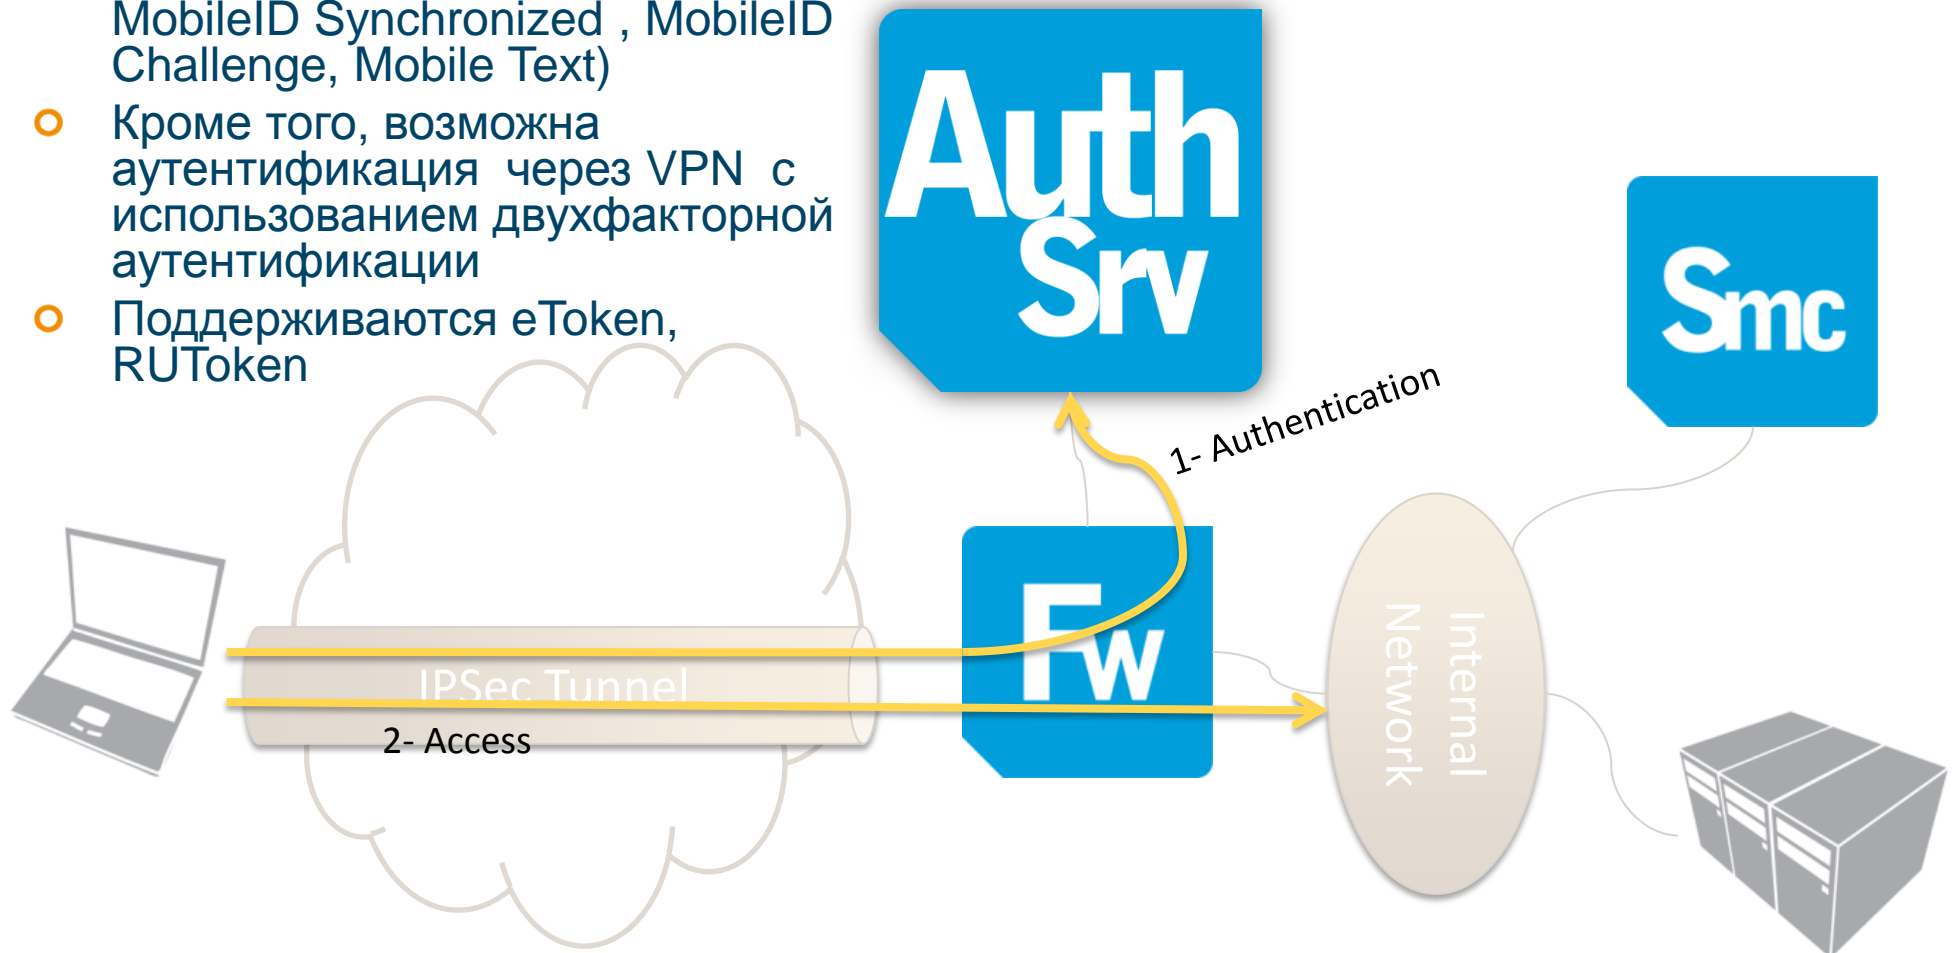 MobileID Synchronized , MobileID
Challenge, Mobile Text)
Кроме того, возможна
аутентификация через VPN с
использованием двухфакторной
аутентификации
Поддерживаются eToken,
RUToken
Auth
Srv
Smc
1- Authentication
Fw
IPSec Tunnel
2- Access
Internal
Network